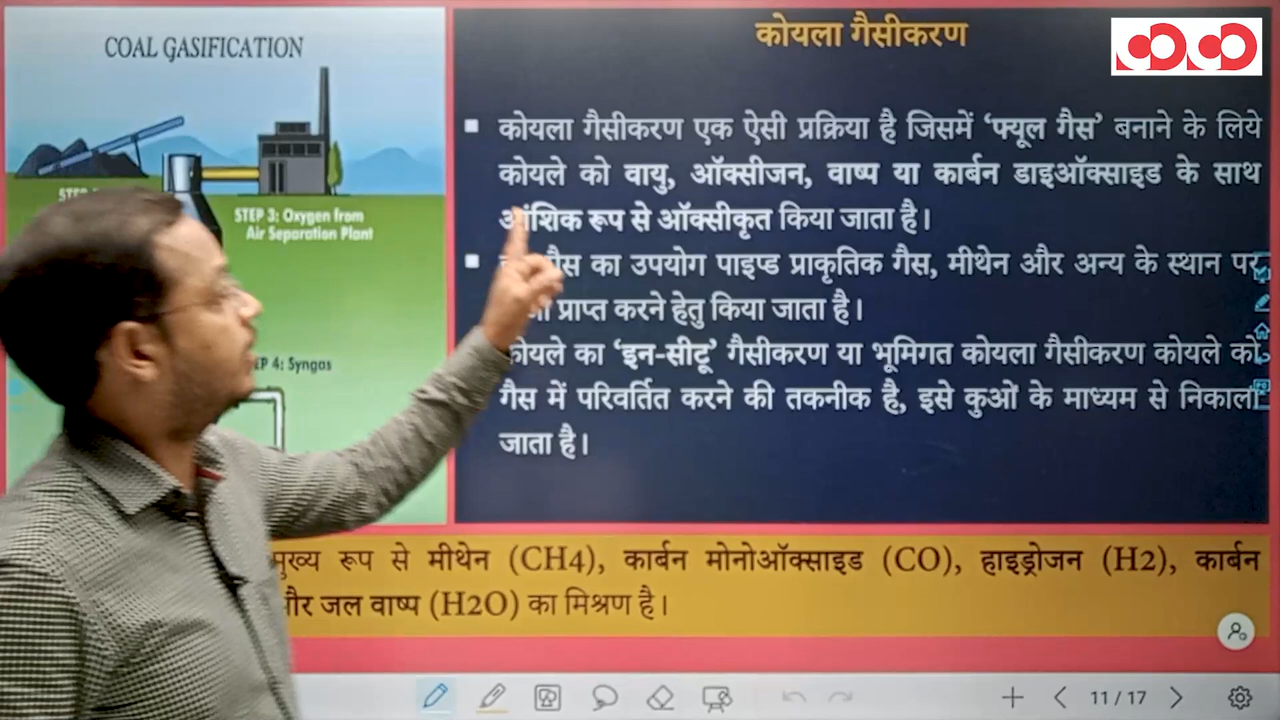 COAL GASIFICATION
STEP 3: Oxygen from
Air Separation Plant
STEP
EP 4: Syngas
कोयला गैसीकरण
कोयला गैसीकरण एक ऐसी प्रक्रिया है जिसमें ‘फ्यूल गैस’ बनाने के लिये
कोयले को वायु, ऑक्सीजन, वाष्प या कार्बन डाइऑक्साइड के साथ
आंशिक रूप से ऑक्सीकृत किया जाता है।
गैस का उपयोग पाइप्ड प्राकृतिक गैस, मीथेन और अन्य के स्थान पर
प्राप्त करने हेतु किया जाता है।
कोयले का ‘इन-सीटू’ गैसीकरण या भूमिगत कोयला गैसीकरण कोयले को
गैस में परिवर्तित करने की तकनीक है, इसे कुओं के माध्यम से निकाला
जाता है।
मुख्य रूप से मीथेन (CH4), कार्बन मोनोऑक्साइड (CO), हाइड्रोजन (H2), कार्बन
और जल वाष्प (H2O) का मिश्रण है।
11 / 17